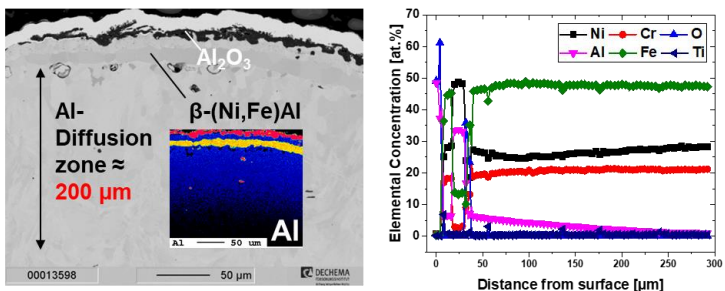 Al₂O₃
β-(Ni,Fe)Al
Al-
Diffusion
zone ≈
200 µm
Al
Al
50 um
00013598
50 µm
DECHEMA
Elemental Concentration [at.%]
70
60
50
40
30
20
10
0
Ni
Cr
O
Al
Fe
Ti
0
50
100
150
200
250
300
Distance from surface [µm]